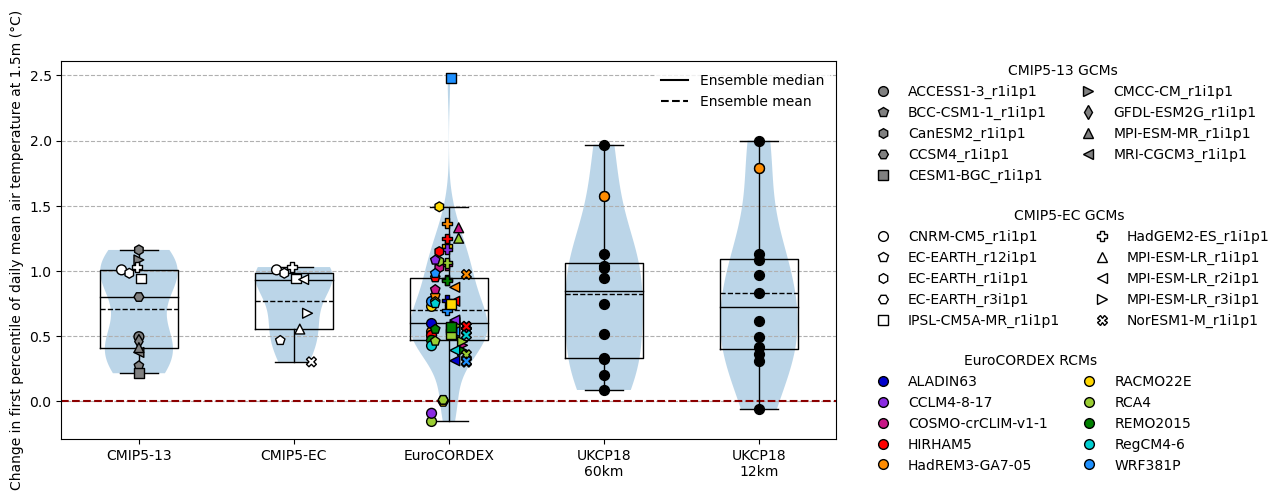 Change in first percentile of daily mean air temperature at 1.5m (°C)
2.5
2.0
1.5
1.0
0.5
0.0
Ensemble median
Ensemble mean
CMIP5-13
CMIP5-EC
EuroCORDEX
UKCP18
60km
UKCP18
12km
CMIP5-13 GCMs
ACCESS1-3_r1i1p1
BCC-CSM1-1_r1i1p1
CanESM2_r1i1p1
CCSM4_r1i1p1
CESM1-BGC_r1i1p1
CMCC-CM_r1i1p1
GFDL-ESM2G_r1i1p1
MPI-ESM-MR_r1i1p1
MRI-CGCM3_r1i1p1
CMIP5-EC GCMs
CNRM-CM5_r1i1p1
EC-EARTH_r12i1p1
EC-EARTH_r1i1p1
EC-EARTH_r3i1p1
IPSL-CM5A-MR_r1i1p1
HadGEM2-ES_r1i1p1
MPI-ESM-LR_r1i1p1
MPI-ESM-LR_r2i1p1
MPI-ESM-LR_r3i1p1
NorESM1-M_r1i1p1
EuroCORDEX RCMs
ALADIN63
CCLM4-8-17
COSMO-crCLIM-v1-1
HIRHAM5
HadREM3-GA7-05
RACMO22E
RCA4
REMO2015
RegCM4-6
WRF381P